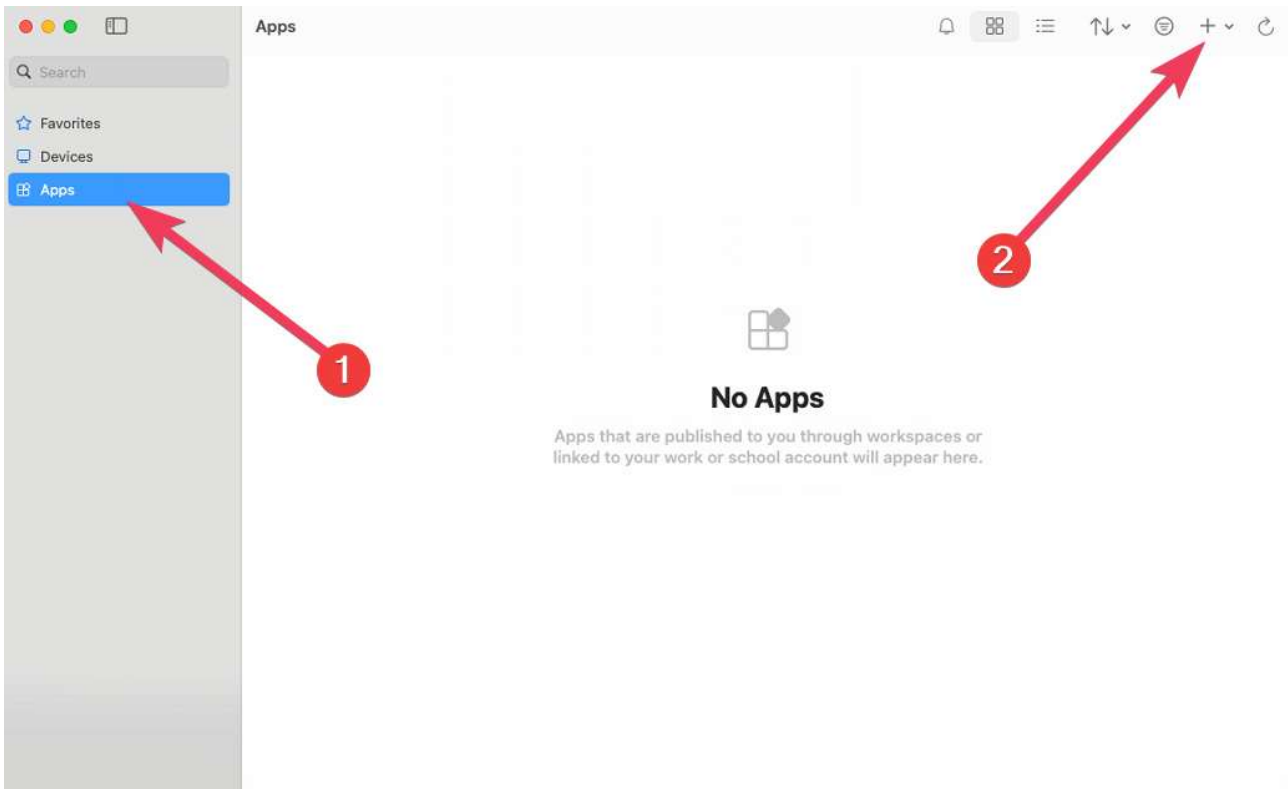 Apps
Search
Favorites
Devices
Apps
1
2
No Apps
Apps that are published to you through workspaces or
linked to your work or school account will appear here.